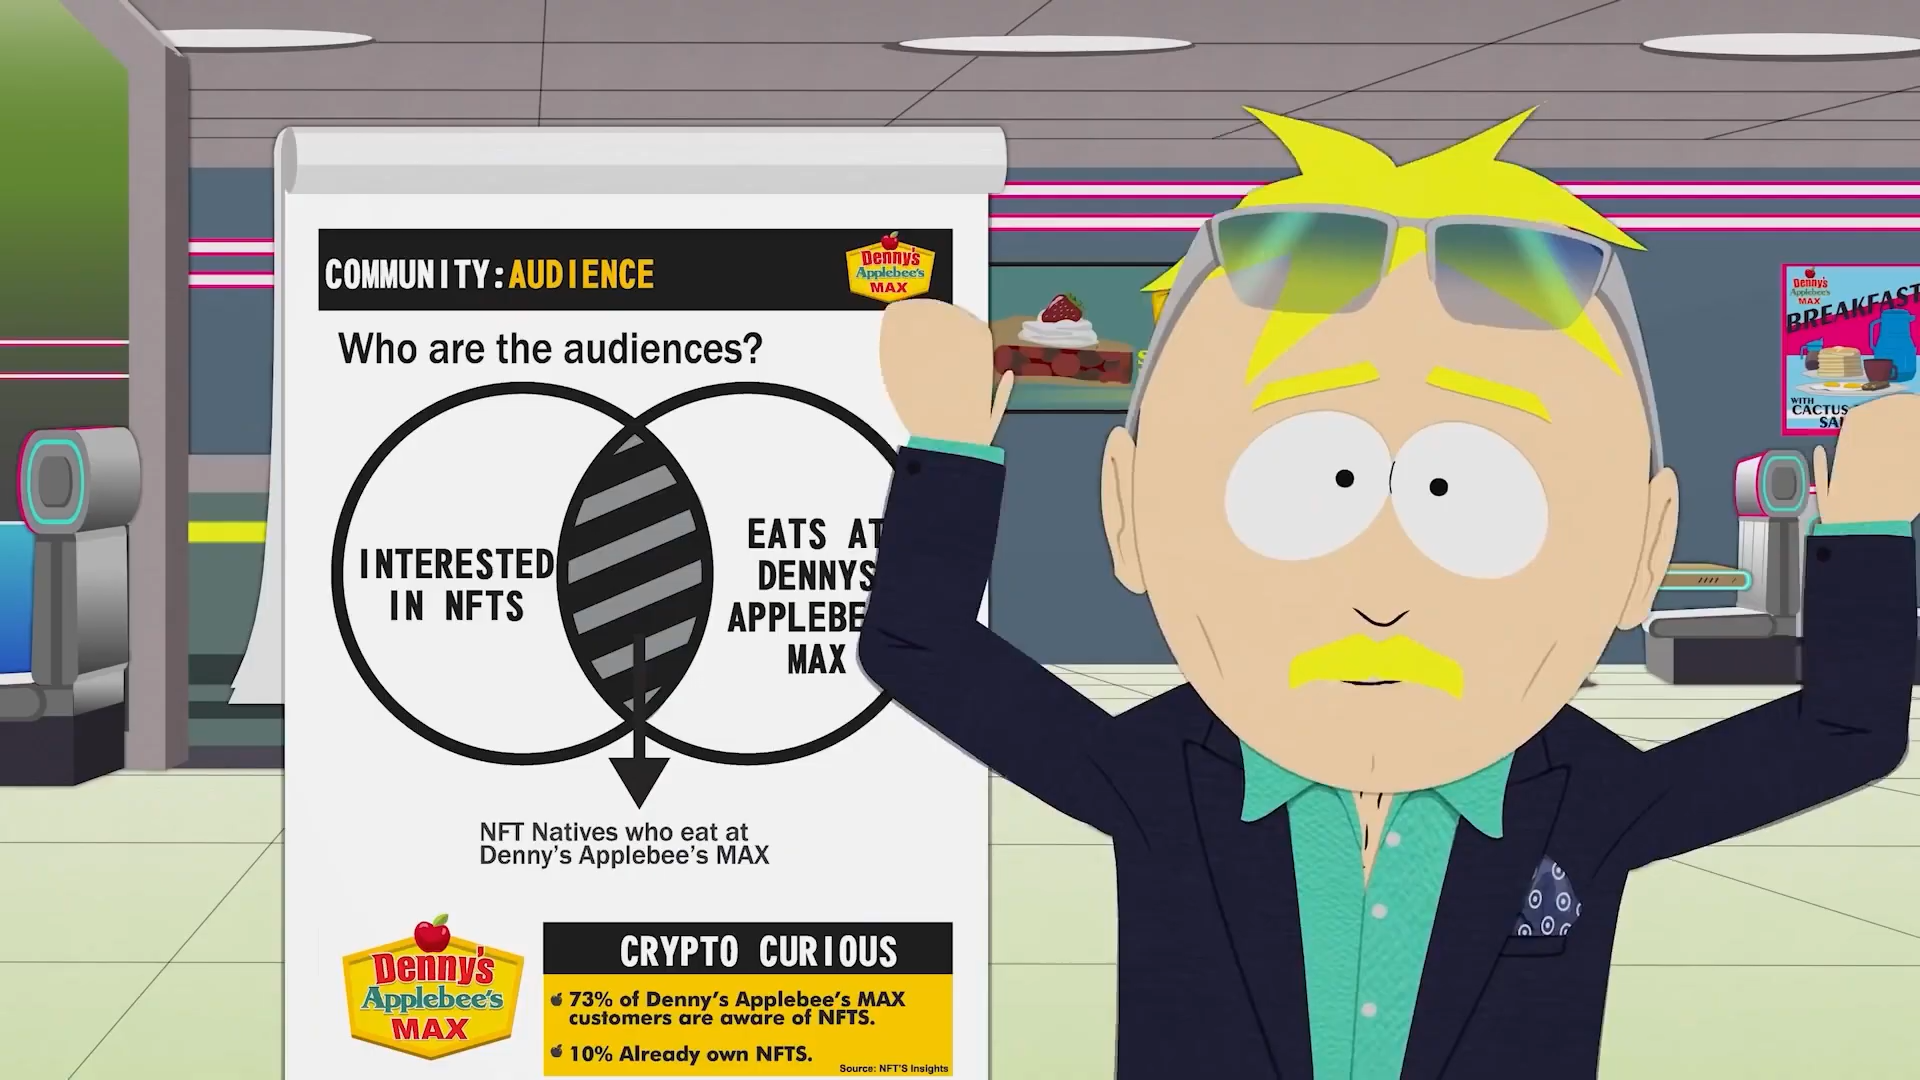 COMMUNITY: AUDIENCE
Denny's
Applebee's
MAX
Who are the audiences?
INTERESTED
IN NFTS
EATS AT
DENNYS
APPLEBE
MAX
NFT Natives who eat at
Denny's Applebee's MAX
Denny's
Applebee's
MAX
CRYPTO CURIOUS
73% of Denny's Applebee's MAX
customers are aware of NFTS.
10% Already own NFTS.
Source: NFT'S Insights
Denny's
Applebee's
MAX
BREAKFAST
WITH
CACTUS